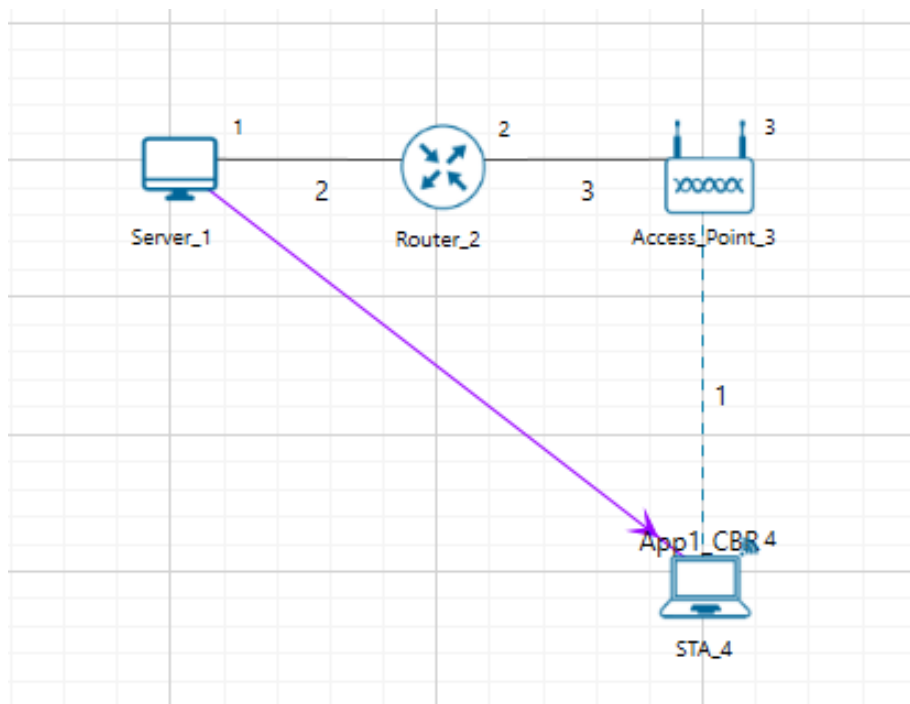 1
2
3
2
3
Server_1
Router_2
Access_Point_3
1
App1_CBR
4
STA_4